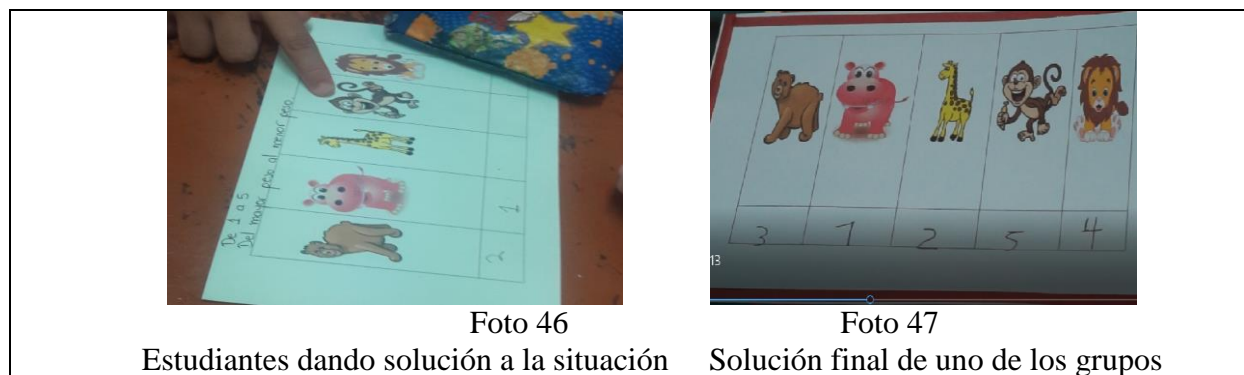 De 1 a 5
Del mayor peso al menor peso
2 1
3 1 2 5 4
13
Foto 46 Foto 47
Estudiantes dando solución a la situación Solución final de uno de los grupos